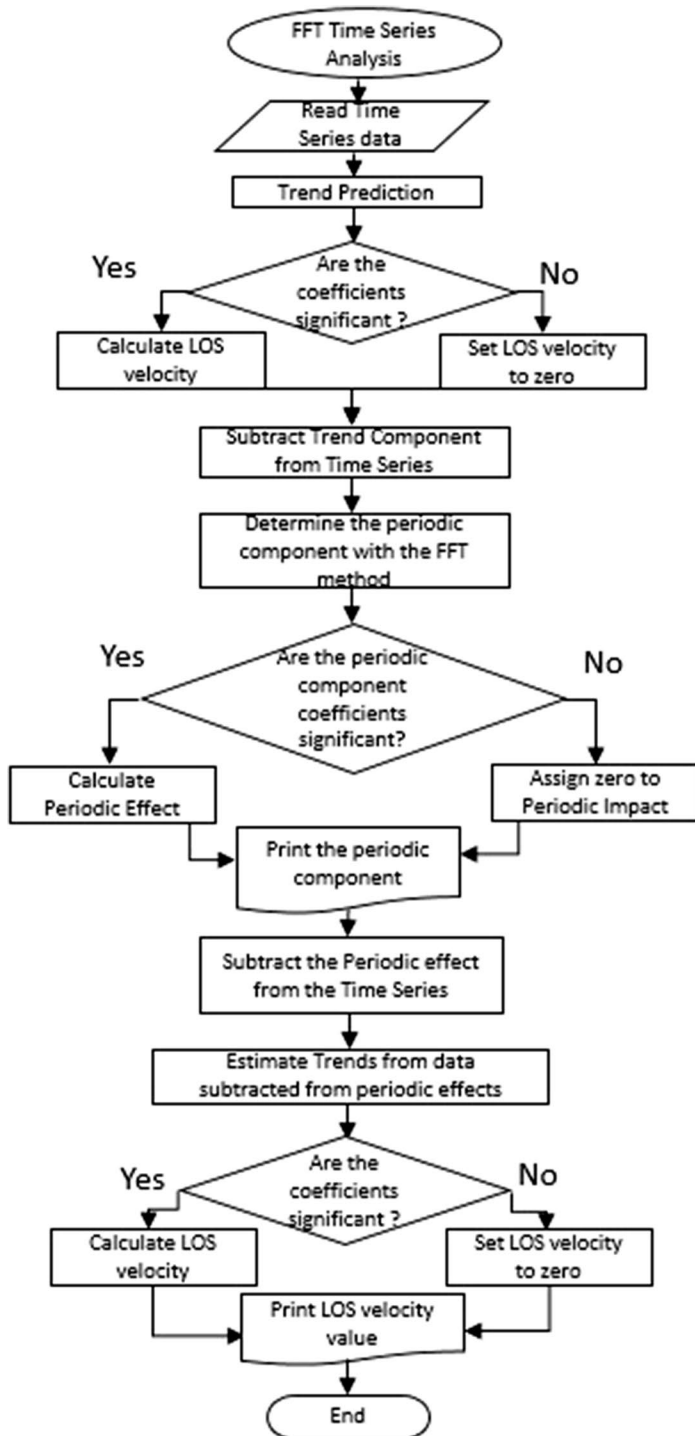 FFT Time Series
Analysis
Read Time
Series data
Trend Prediction
Yes
Are the
coefficients
significant ?
No
Calculate LOS
velocity
Set LOS velocity
to zero
Subtract Trend Component
from Time Series
Determine the periodic
component with the FFT
method
Yes
Are the periodic
component
coefficients
significant?
No
Calculate
Periodic Effect
Assign zero to
Periodic Impact
Print the periodic
component
Subtract the Periodic effect
from the Time Series
Estimate Trends from data
subtracted from periodic effects
Yes
Are the
coefficients
significant ?
No
Calculate LOS
velocity
Set LOS velocity
to zero
Print LOS velocity
value
End